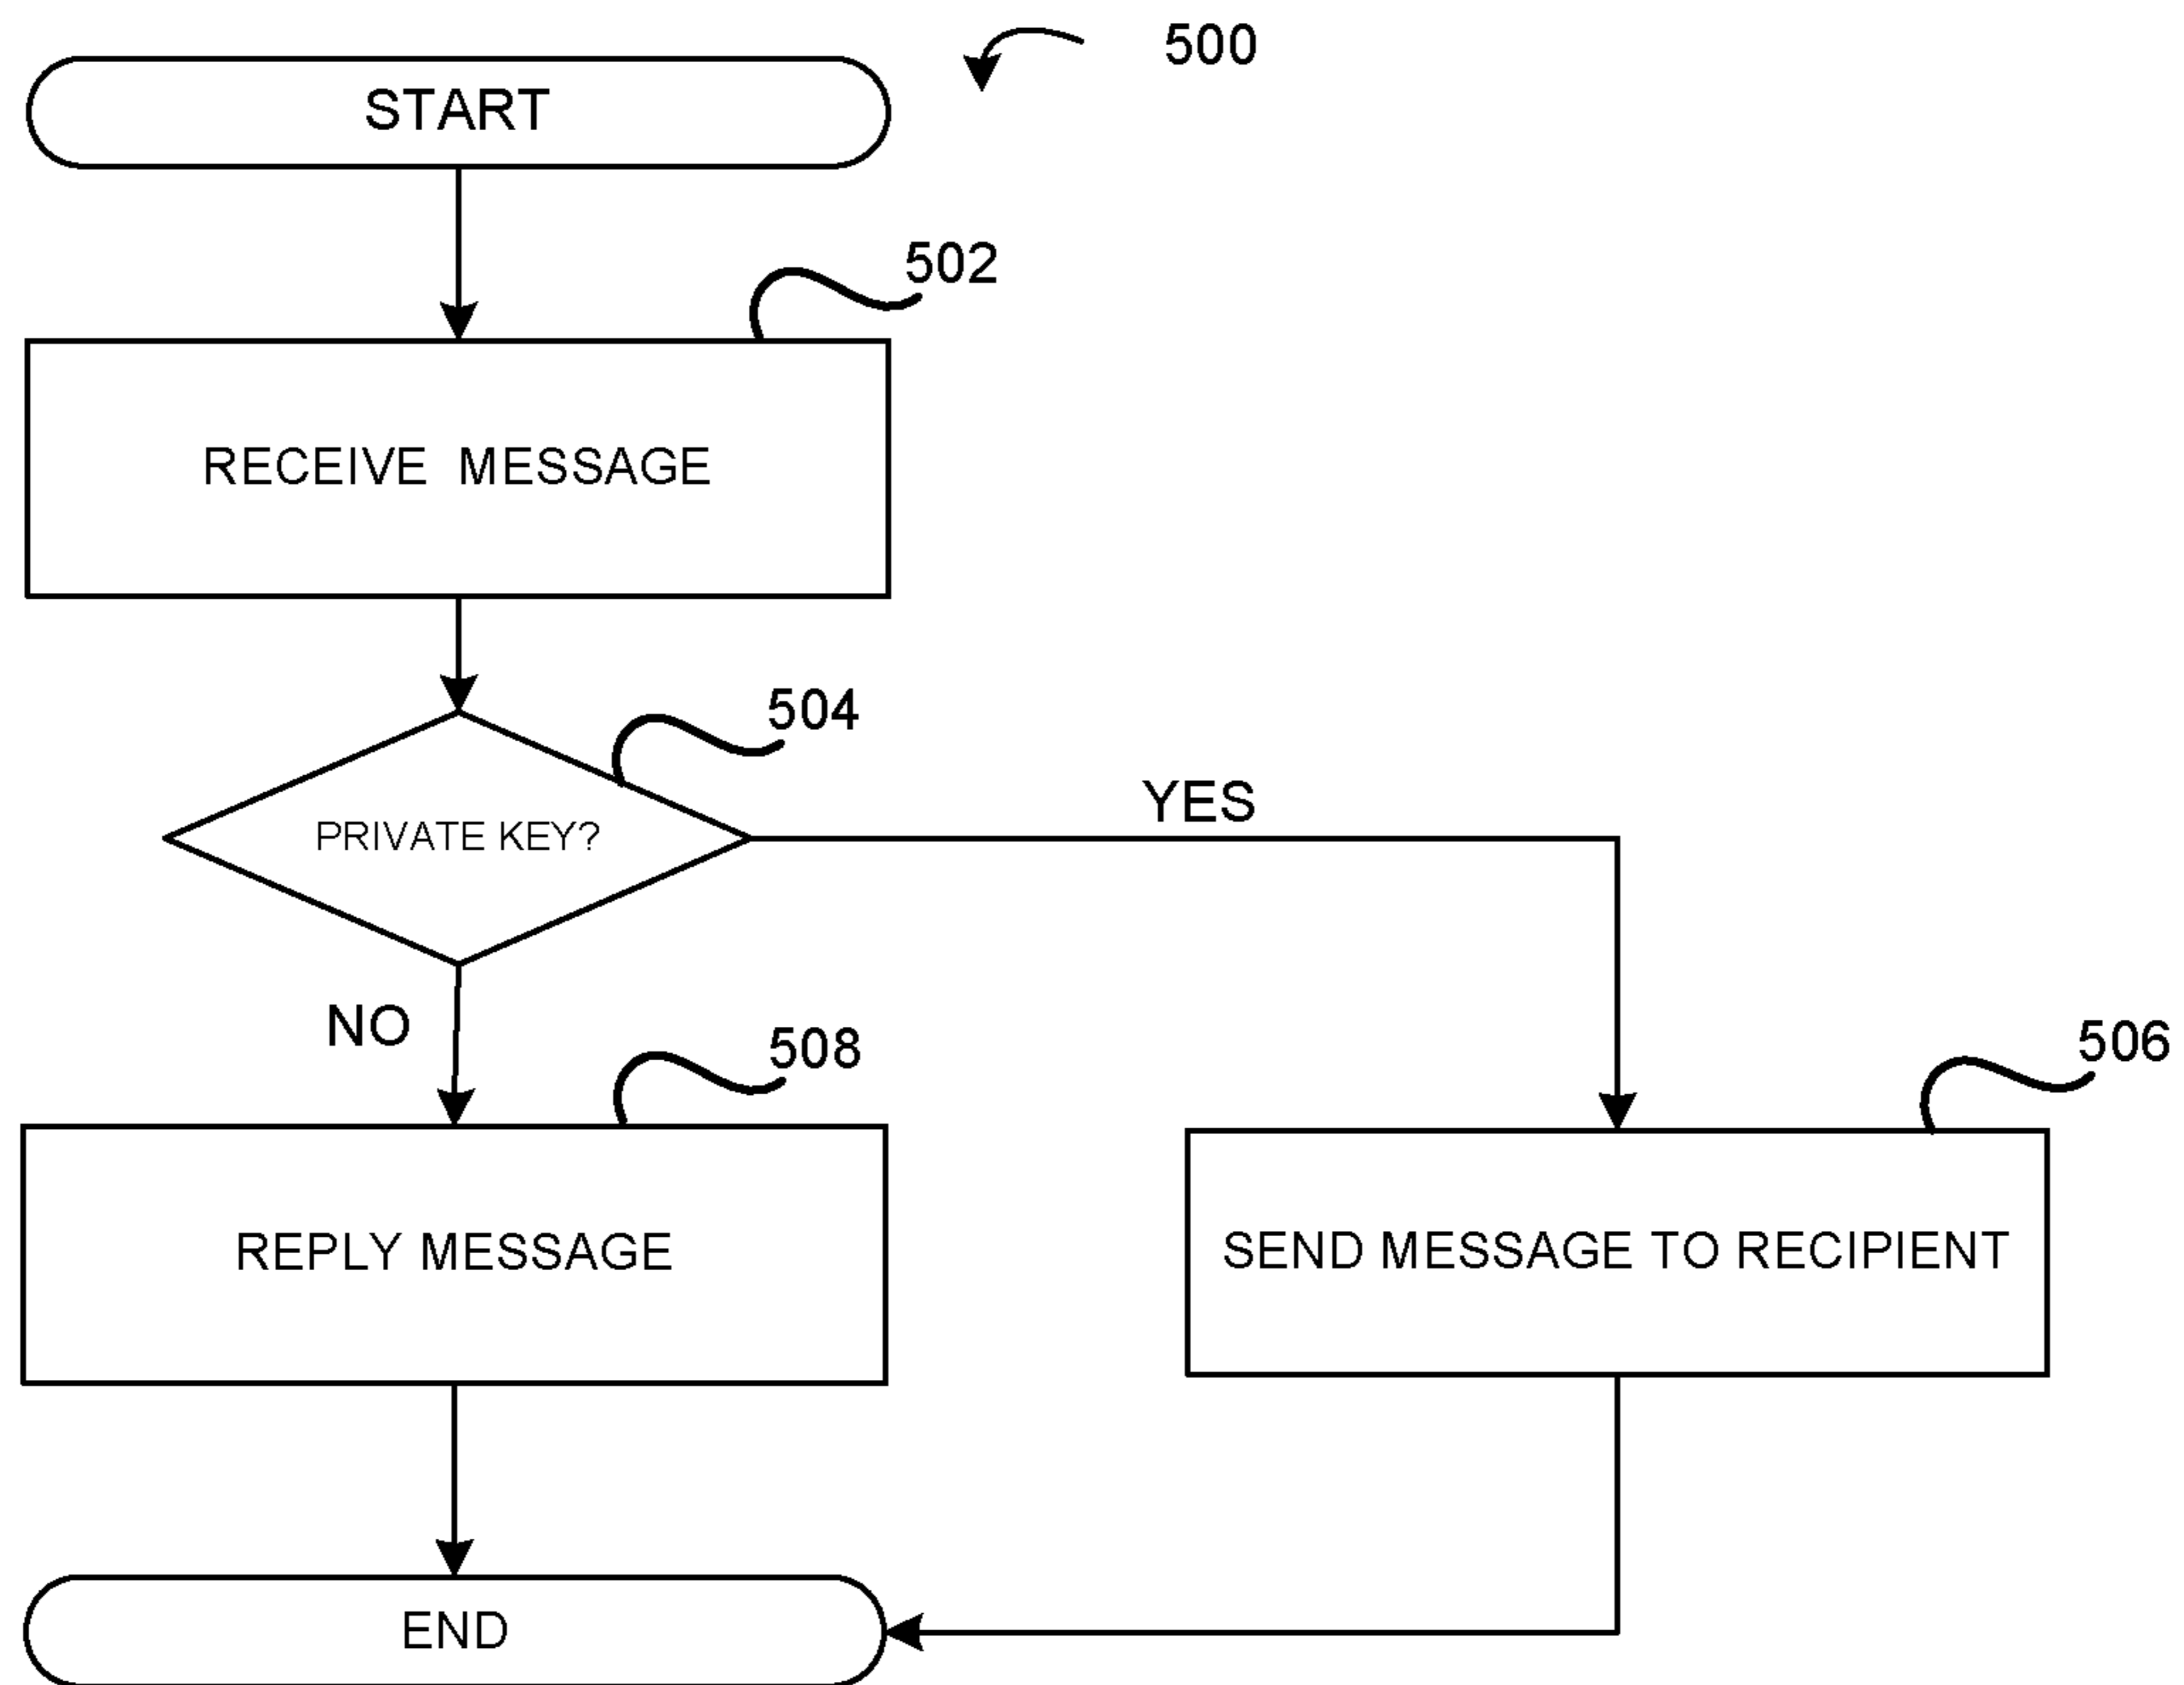 500
START
502
RECEIVE MESSAGE
504
PRIVATE KEY?
YES
NO
508
506
REPLY MESSAGE
SEND MESSAGE TO RECIPIENT
END